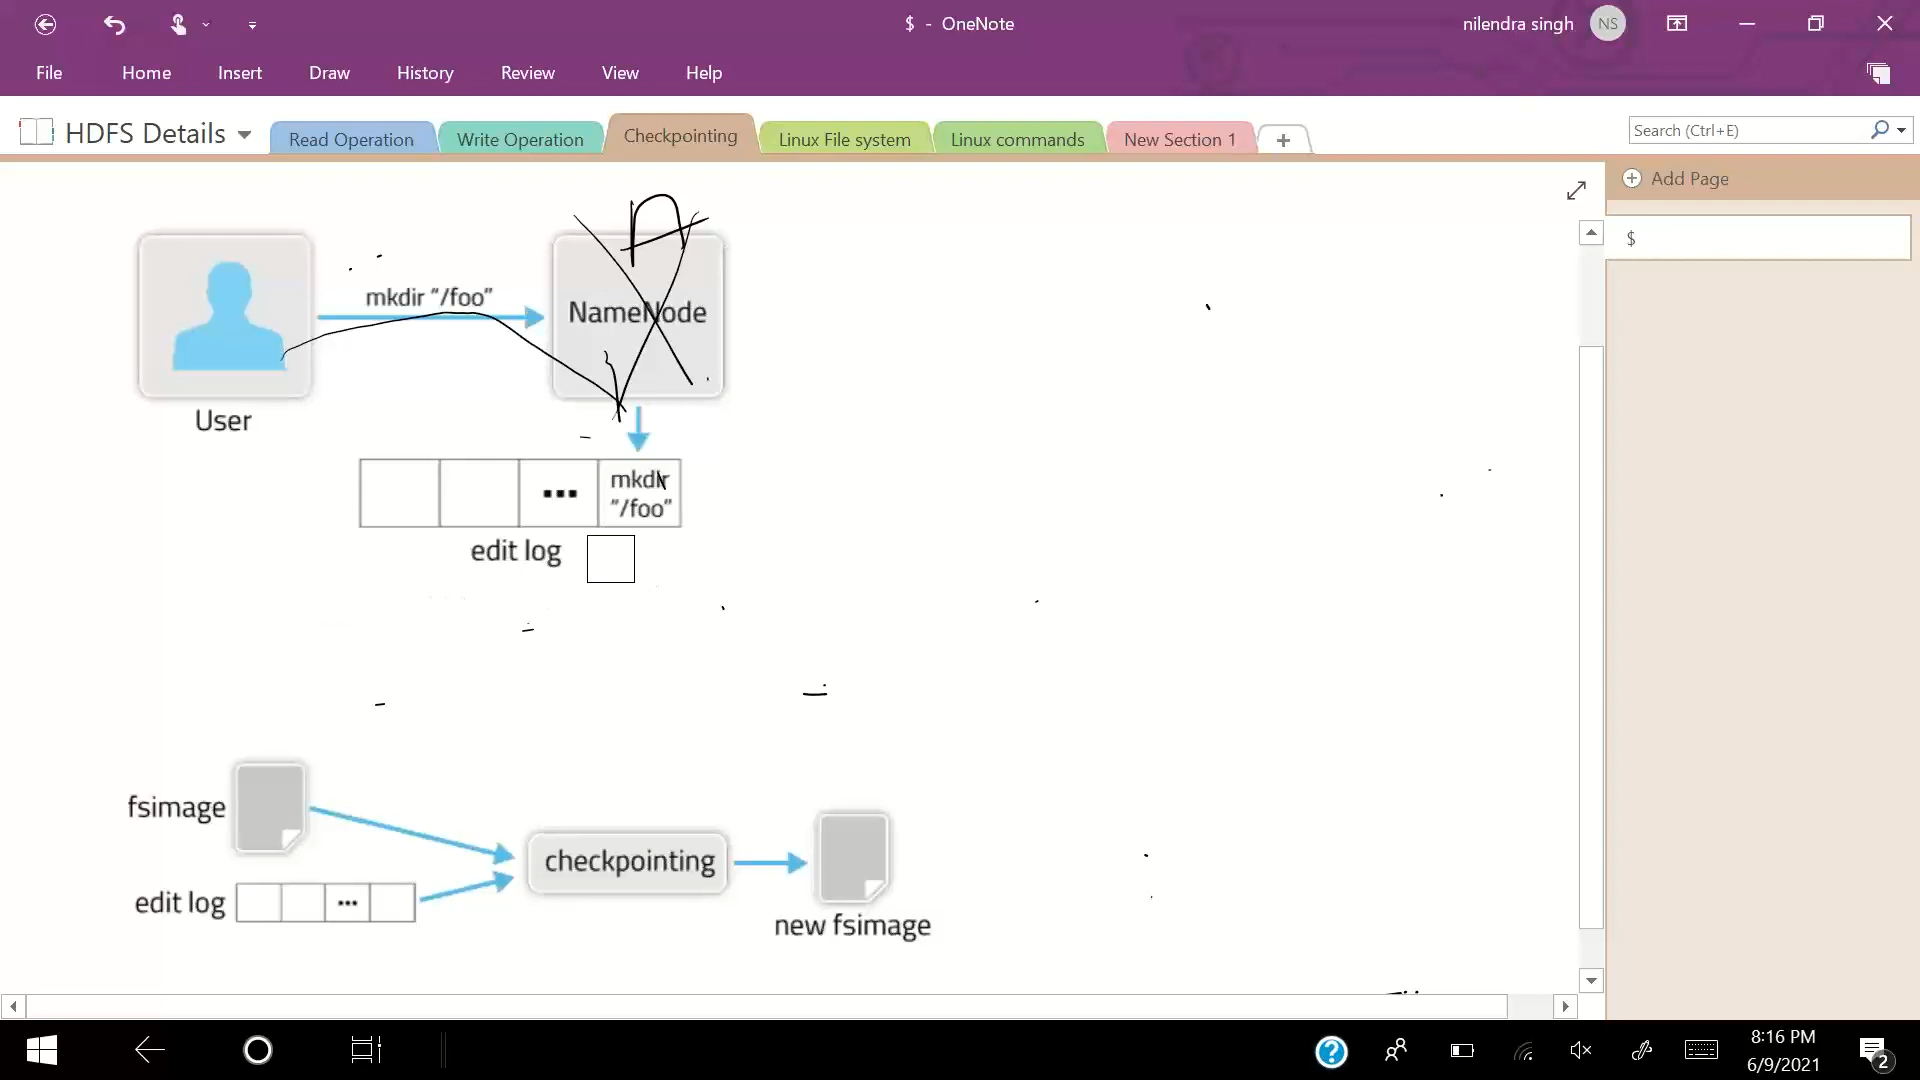 $ - OneNote
nilendra singh NS
File Home Insert Draw History Review View Help
HDFS Details Read Operation Write Operation Checkpointing Linux File system Linux commands New Section 1 +
Search (Ctrl+E)
Add Page
$
A
mkdir "/foo"
NameNode
User
mkdir
"/foo"
edit log
fsimage
checkpointing
edit log
new fsimage
8:16 PM
6/9/2021
2